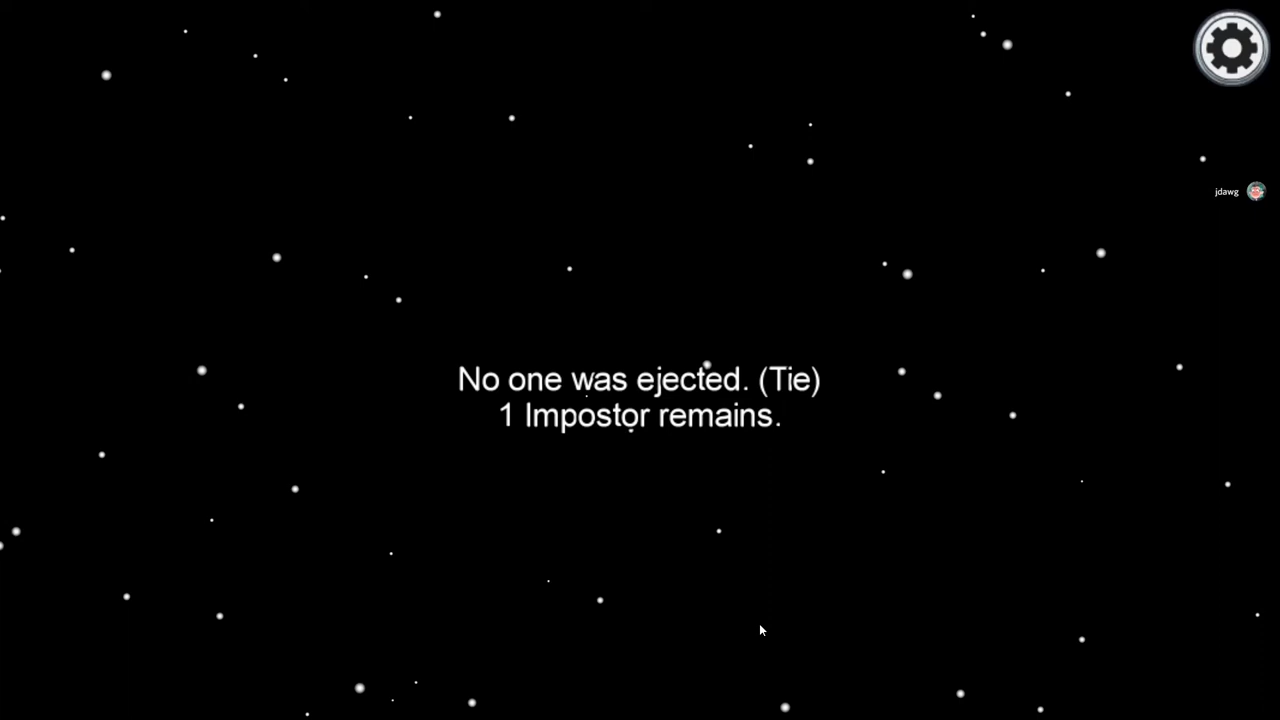 jdawg
No one was ejected. (Tie)
1 Impostor remains.